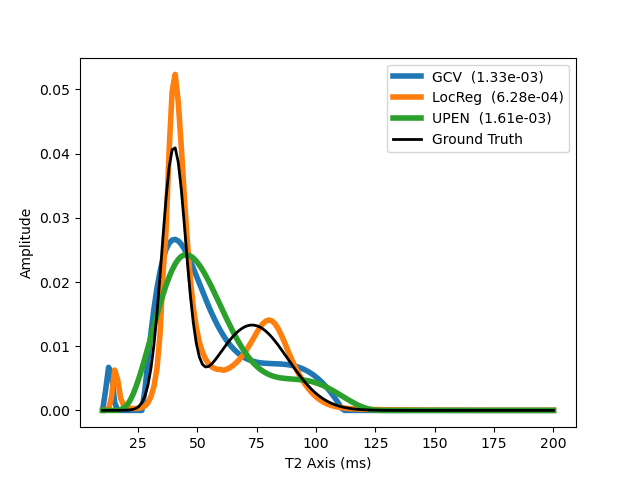 GCV (1.33e-03)
LocReg (6.28e-04)
UPEN (1.61e-03)
Ground Truth
Amplitude
0.05
0.04
0.03
0.02
0.01
0.00
25 50 75 100 125 150 175 200
T2 Axis (ms)